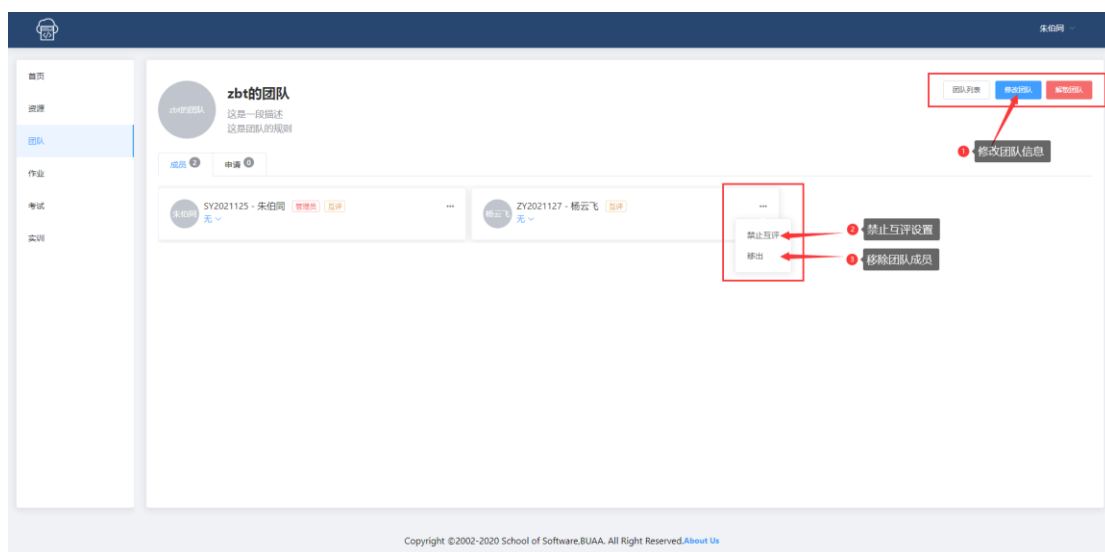 朱伯同
首页
资源
团队
作业
考试
实训
zbt的团队
zbt的团队
这是一段描述
这是团队的规则
团队列表 修改团队 解散团队
1 修改团队信息
成员 2 申请 0
朱伯同 SY2021125 - 朱伯同 管理员 互评 ...
无
杨云飞 ZY2021127 - 杨云飞 互评 ...
无
禁止互评
移出
2 禁止互评设置
3 移除团队成员
Copyright ©2002-2020 School of Software,BUAA. All Right Reserved.About Us